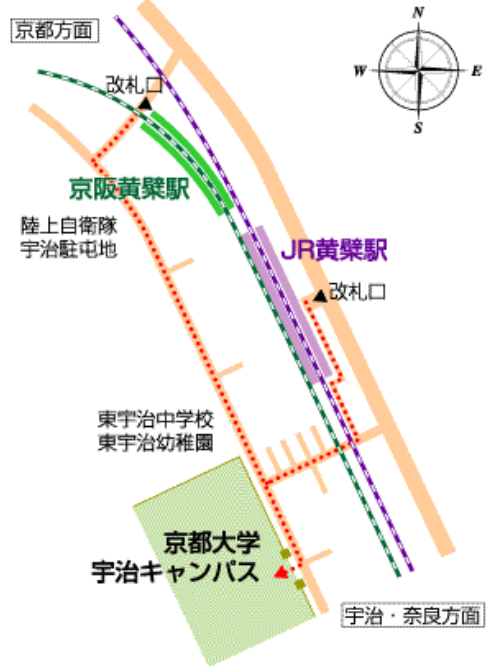 京都方面
N
W
E
S
改札口
京阪黄檗駅
陸上自衛隊
宇治駐屯地
JR黄檗駅
改札口
東宇治中学校
東宇治幼稚園
京都大学
宇治キャンパス
宇治・奈良方面